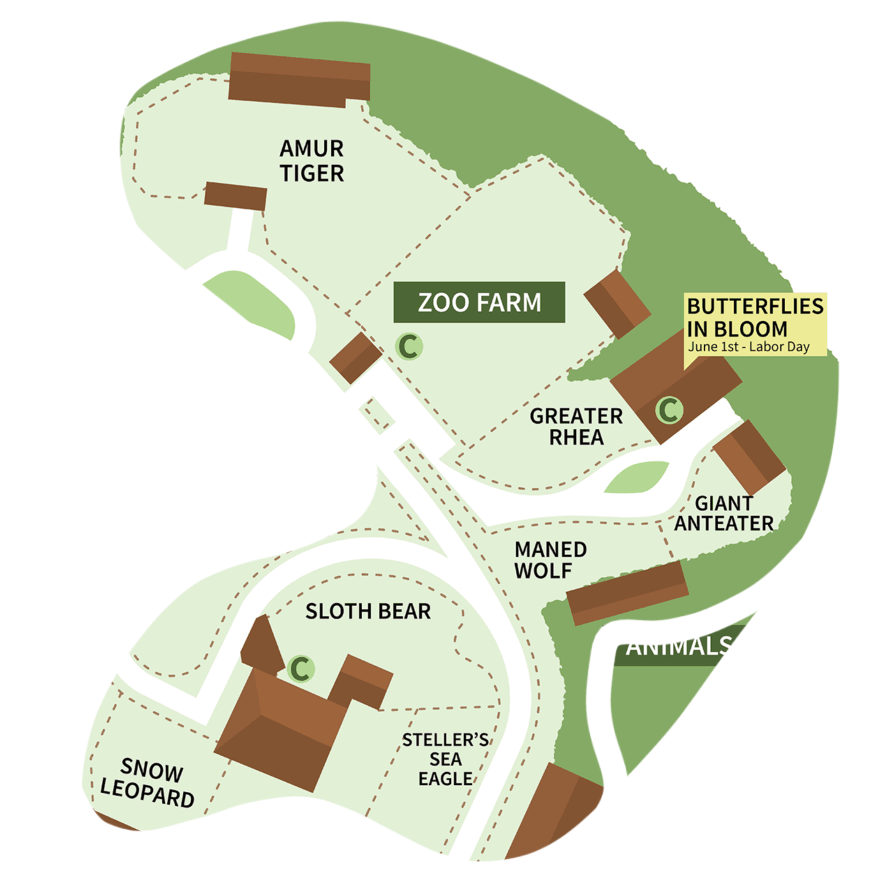 AMUR
TIGER
ZOO FARM
C
BUTTERFLIES
IN BLOOM
June 1st - Labor Day
C
GREATER
RHEA
GIANT
ANTEATER
MANED
WOLF
ANIMALS
SLOTH BEAR
C
STELLER'S
SEA
EAGLE
SNOW
LEOPARD